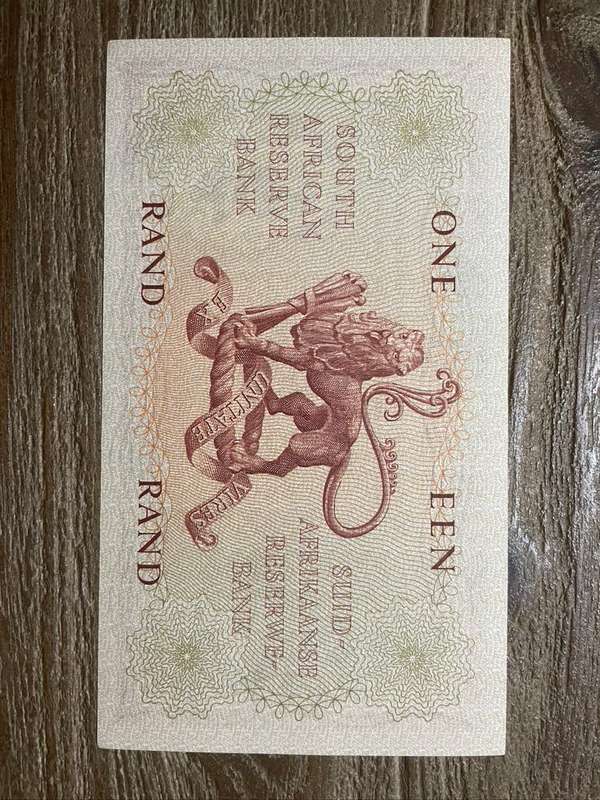 ONE
EEN
SOUTH
AFRICAN
RESERVE
BANK
SUID-
AFRIKAANSE
RESERWE-
BANK
EX
UNITATE
VIRES
RAND
RAND